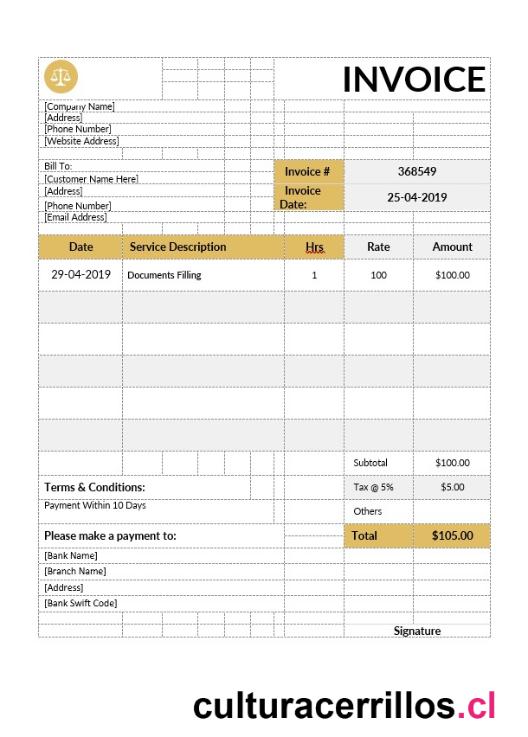 INVOICE
[Company Name]
[Address]
[Phone Number]
[Website Address]
Bill To:
[Customer Name Here]
[Address]
[Phone Number]
[Email Address]
Invoice # 368549
Invoice Date: 25-04-2019
Date Service Description Hrs Rate Amount
29-04-2019 Documents Filling 1 100 $100.00
Subtotal $100.00
Terms & Conditions: Tax @ 5% $5.00
Payment Within 10 Days Others
Please make a payment to: Total $105.00
[Bank Name]
[Branch Name]
[Address]
[Bank Swift Code]
Signature
culturacerrillos.cl